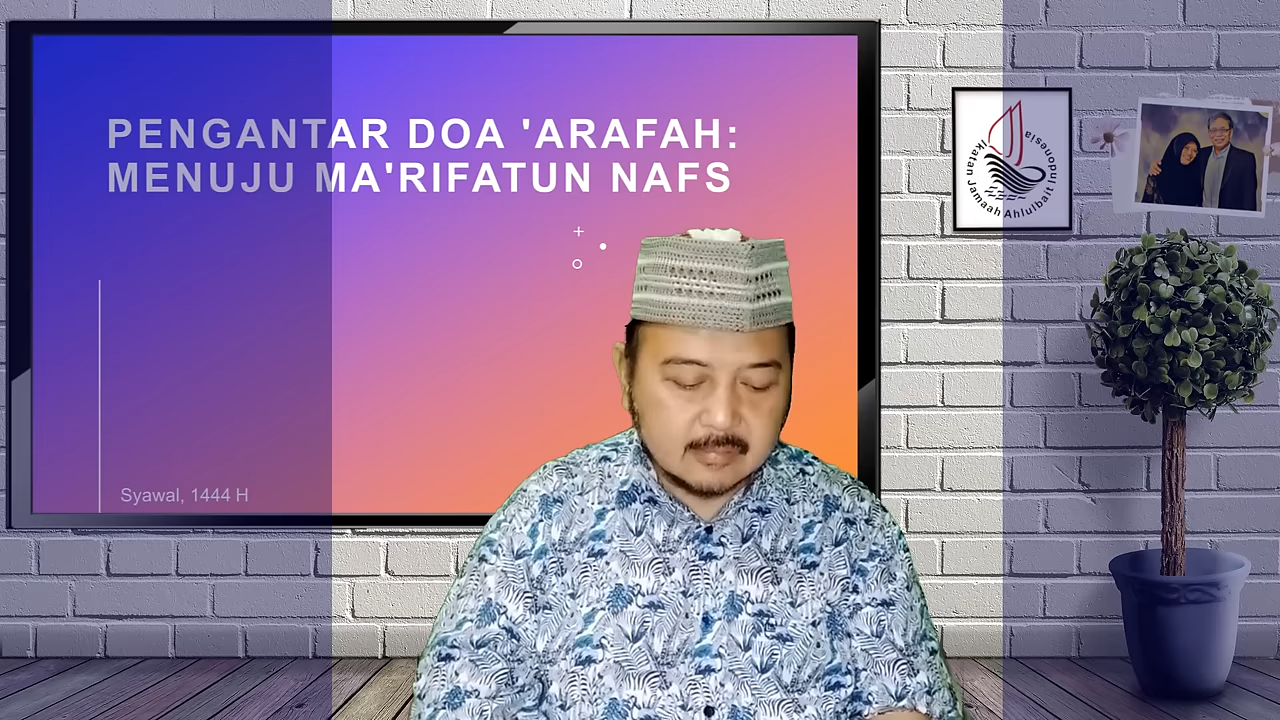 PENGANTAR DOA 'ARAFAH:
MENUJU MA'RIFATUN NAFS
Syawal, 1444 H
Ikatan Jamaah Ahlulbait Indonesia